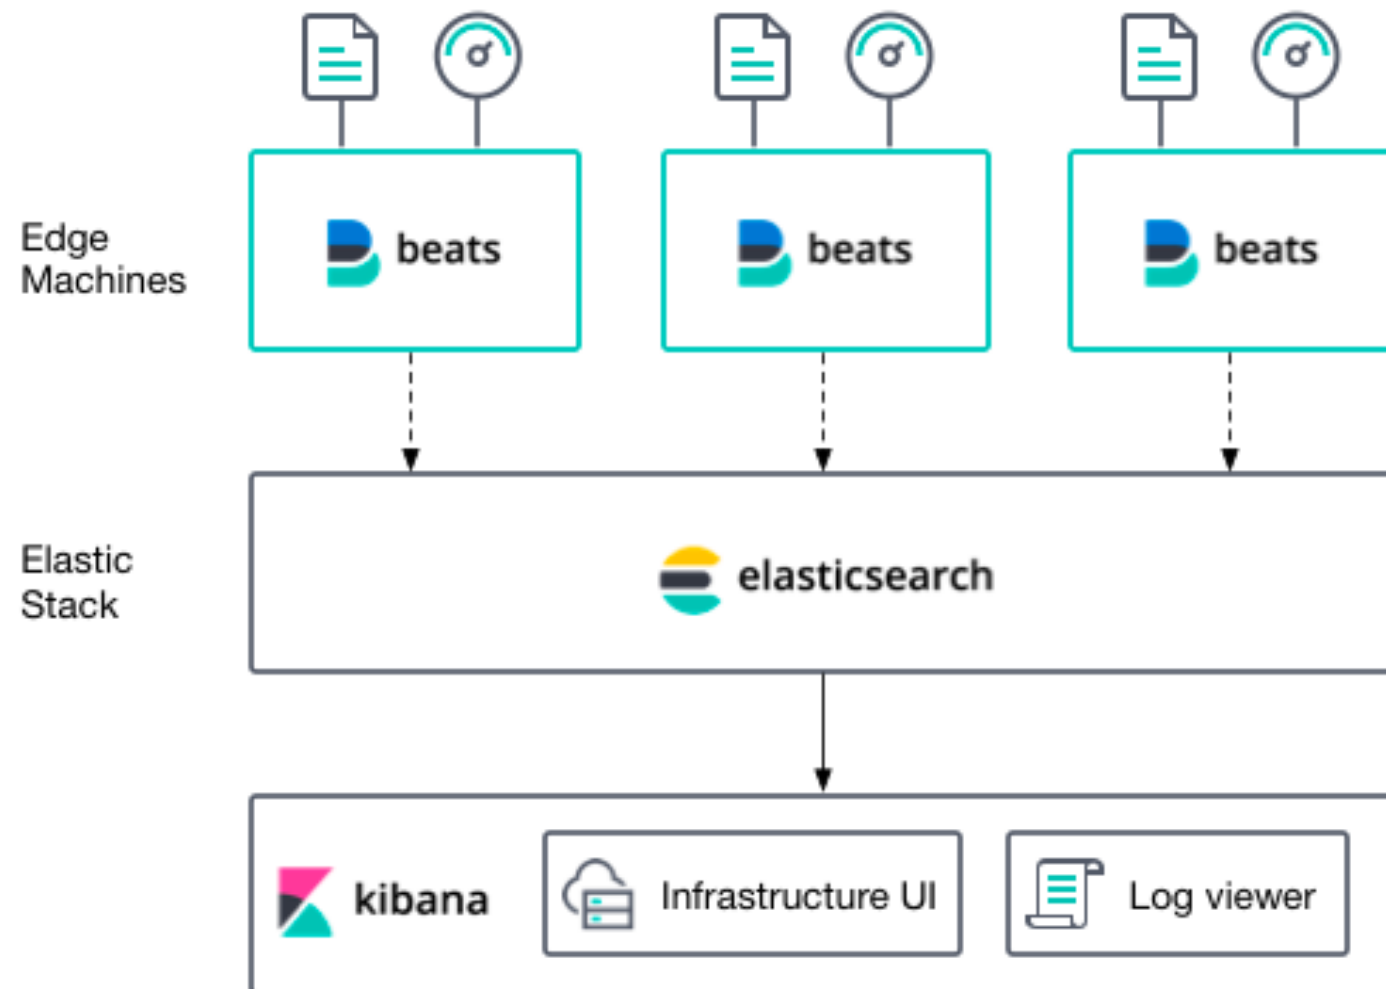 Edge
Machines
beats
beats
beats
Elastic
Stack
elasticsearch
kibana
Infrastructure UI
Log viewer